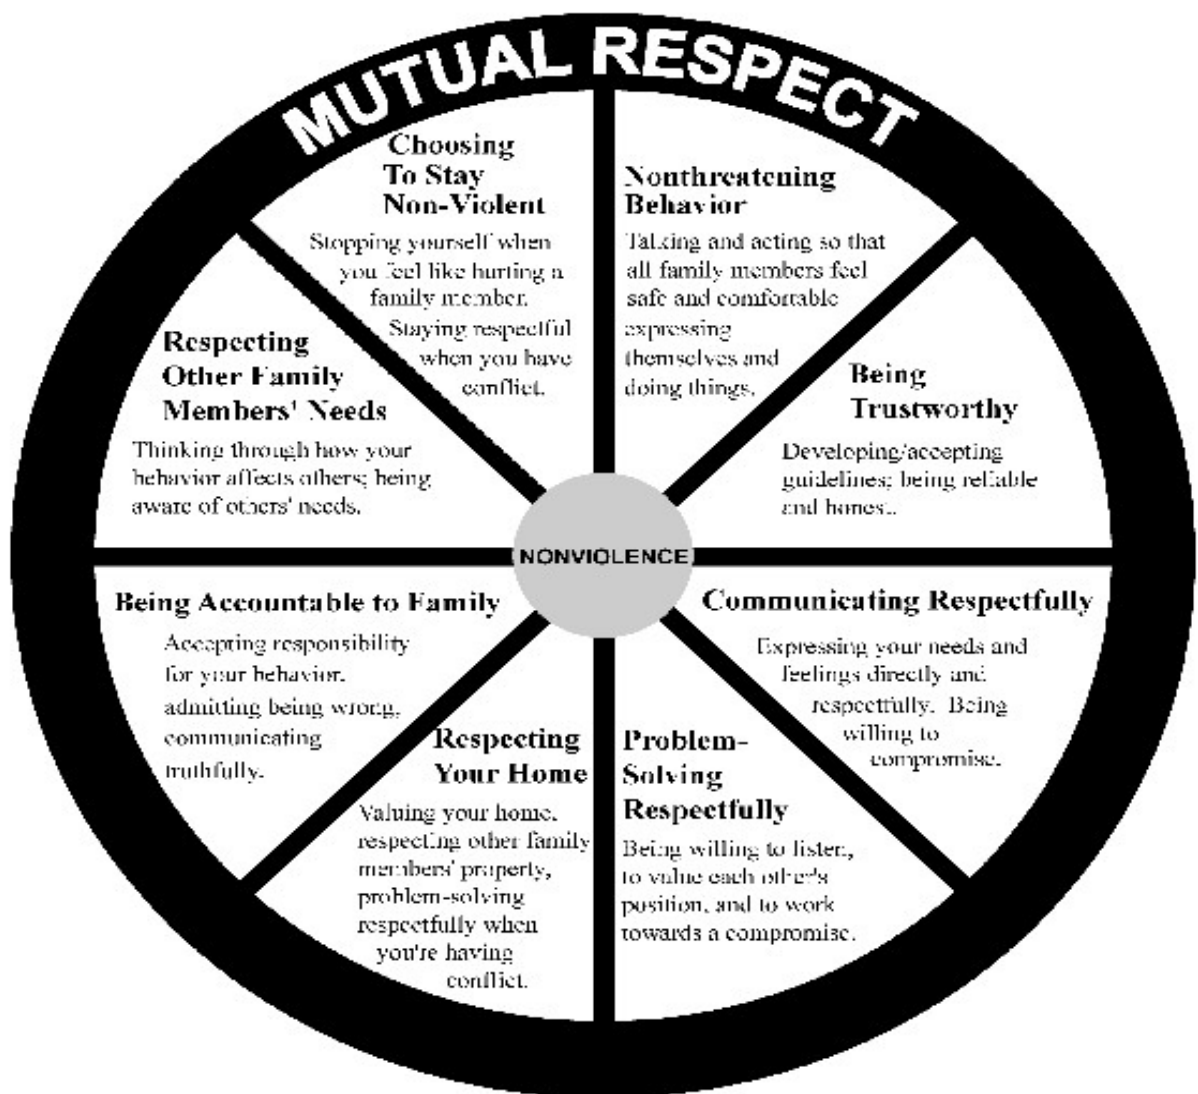 MUTUAL RESPECT
Choosing
To Stay
Non-Violent
Stopping yourself when
you feel like hurting a
family member.
Staying respectful
when you have
conflict.
Nonthreatening
Behavior
Talking and acting so that
all family members feel
safe and comfortable
expressing
themselves and
doing things.
Being
Trustworthy
Developing/accepting
guidelines; being reliable
and honest.
Communicating Respectfully
Expressing your needs and
feelings directly and
respectfully. Being
willing to
compromise.
Problem-
Solving
Respectfully
Being willing to listen,
to value each other's
position, and to work
towards a compromise.
Respecting
Your Home
Valuing your home,
respecting other family
members' property,
problem-solving
respectfully when
you're having
conflict.
Being Accountable to Family
Accepting responsibility
for your behavior,
admitting being wrong,
communicating
truthfully.
Respecting
Other Family
Members' Needs
Thinking through how your
behavior affects others; being
aware of others' needs.
NONVIOLENCE